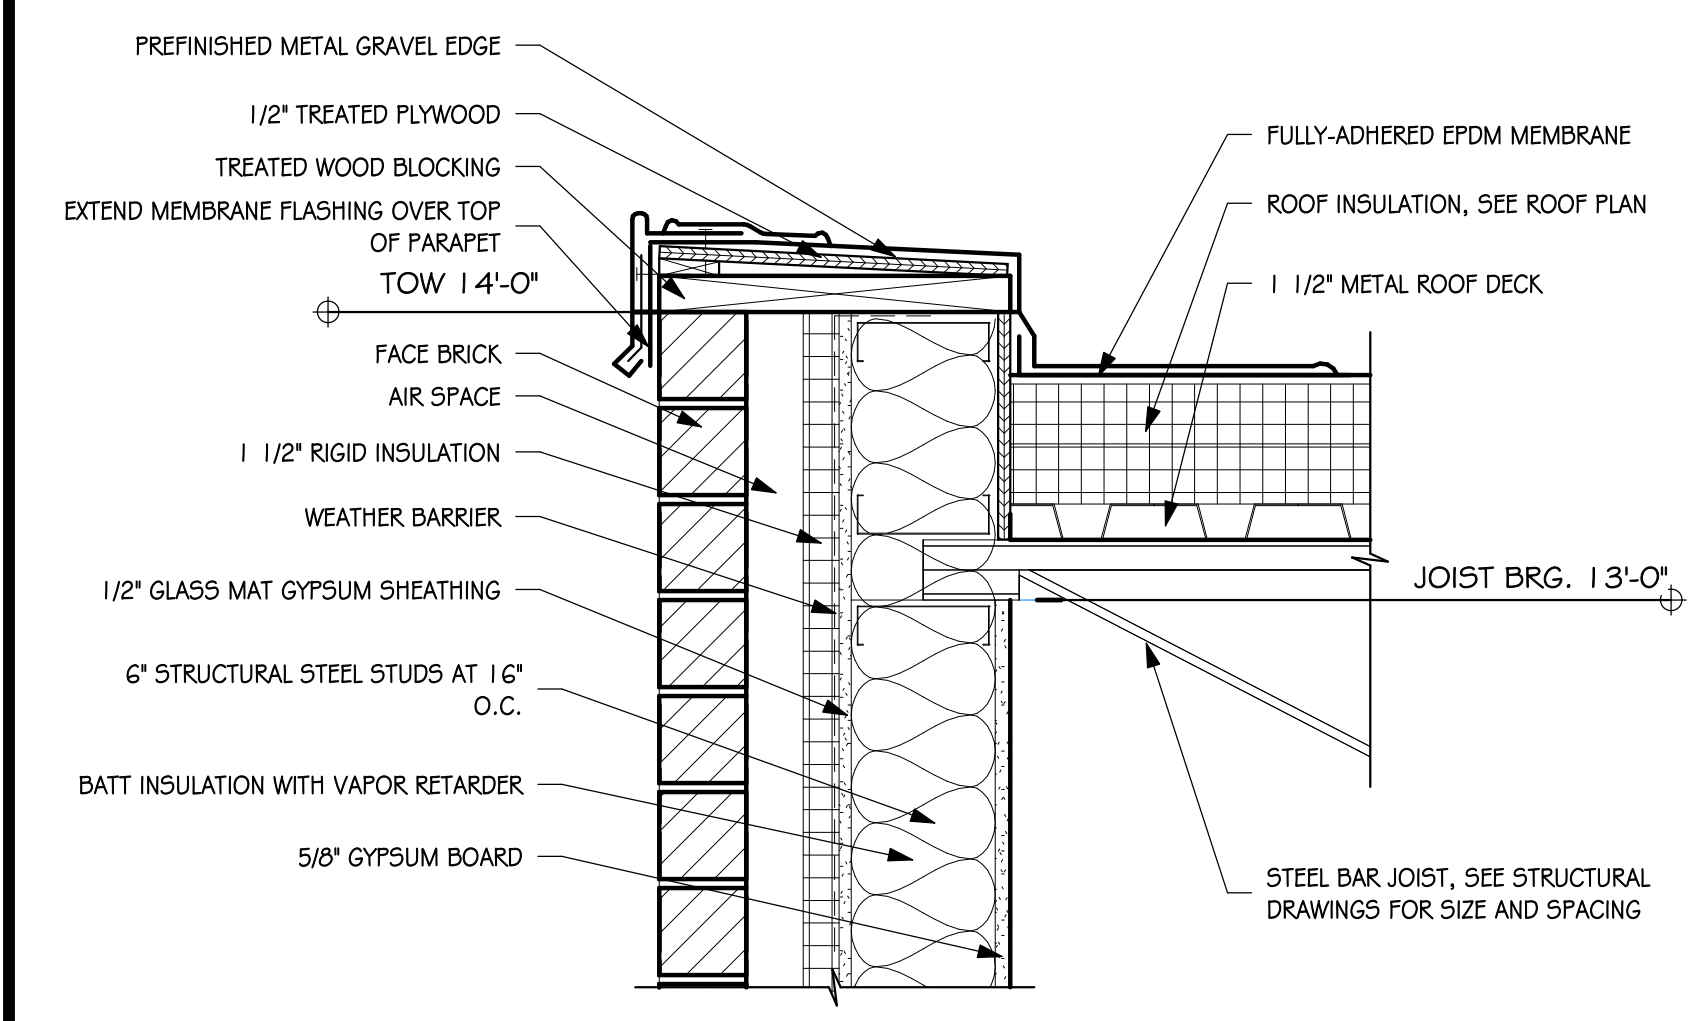 PREFINISHED METAL GRAVEL EDGE
1/2" TREATED PLYWOOD
TREATED WOOD BLOCKING
EXTEND MEMBRANE FLASHING OVER TOP
OF PARAPET
TOW 14'-0"
FACE BRICK
AIR SPACE
1 1/2" RIGID INSULATION
WEATHER BARRIER
1/2" GLASS MAT GYPSUM SHEATHING
6" STRUCTURAL STEEL STUDS AT 16"
O.C.
BATT INSULATION WITH VAPOR RETARDER
5/8" GYPSUM BOARD
FULLY-ADHERED EPDM MEMBRANE
ROOF INSULATION, SEE ROOF PLAN
1 1/2" METAL ROOF DECK
JOIST BRG. 13'-0"
STEEL BAR JOIST, SEE STRUCTURAL
DRAWINGS FOR SIZE AND SPACING